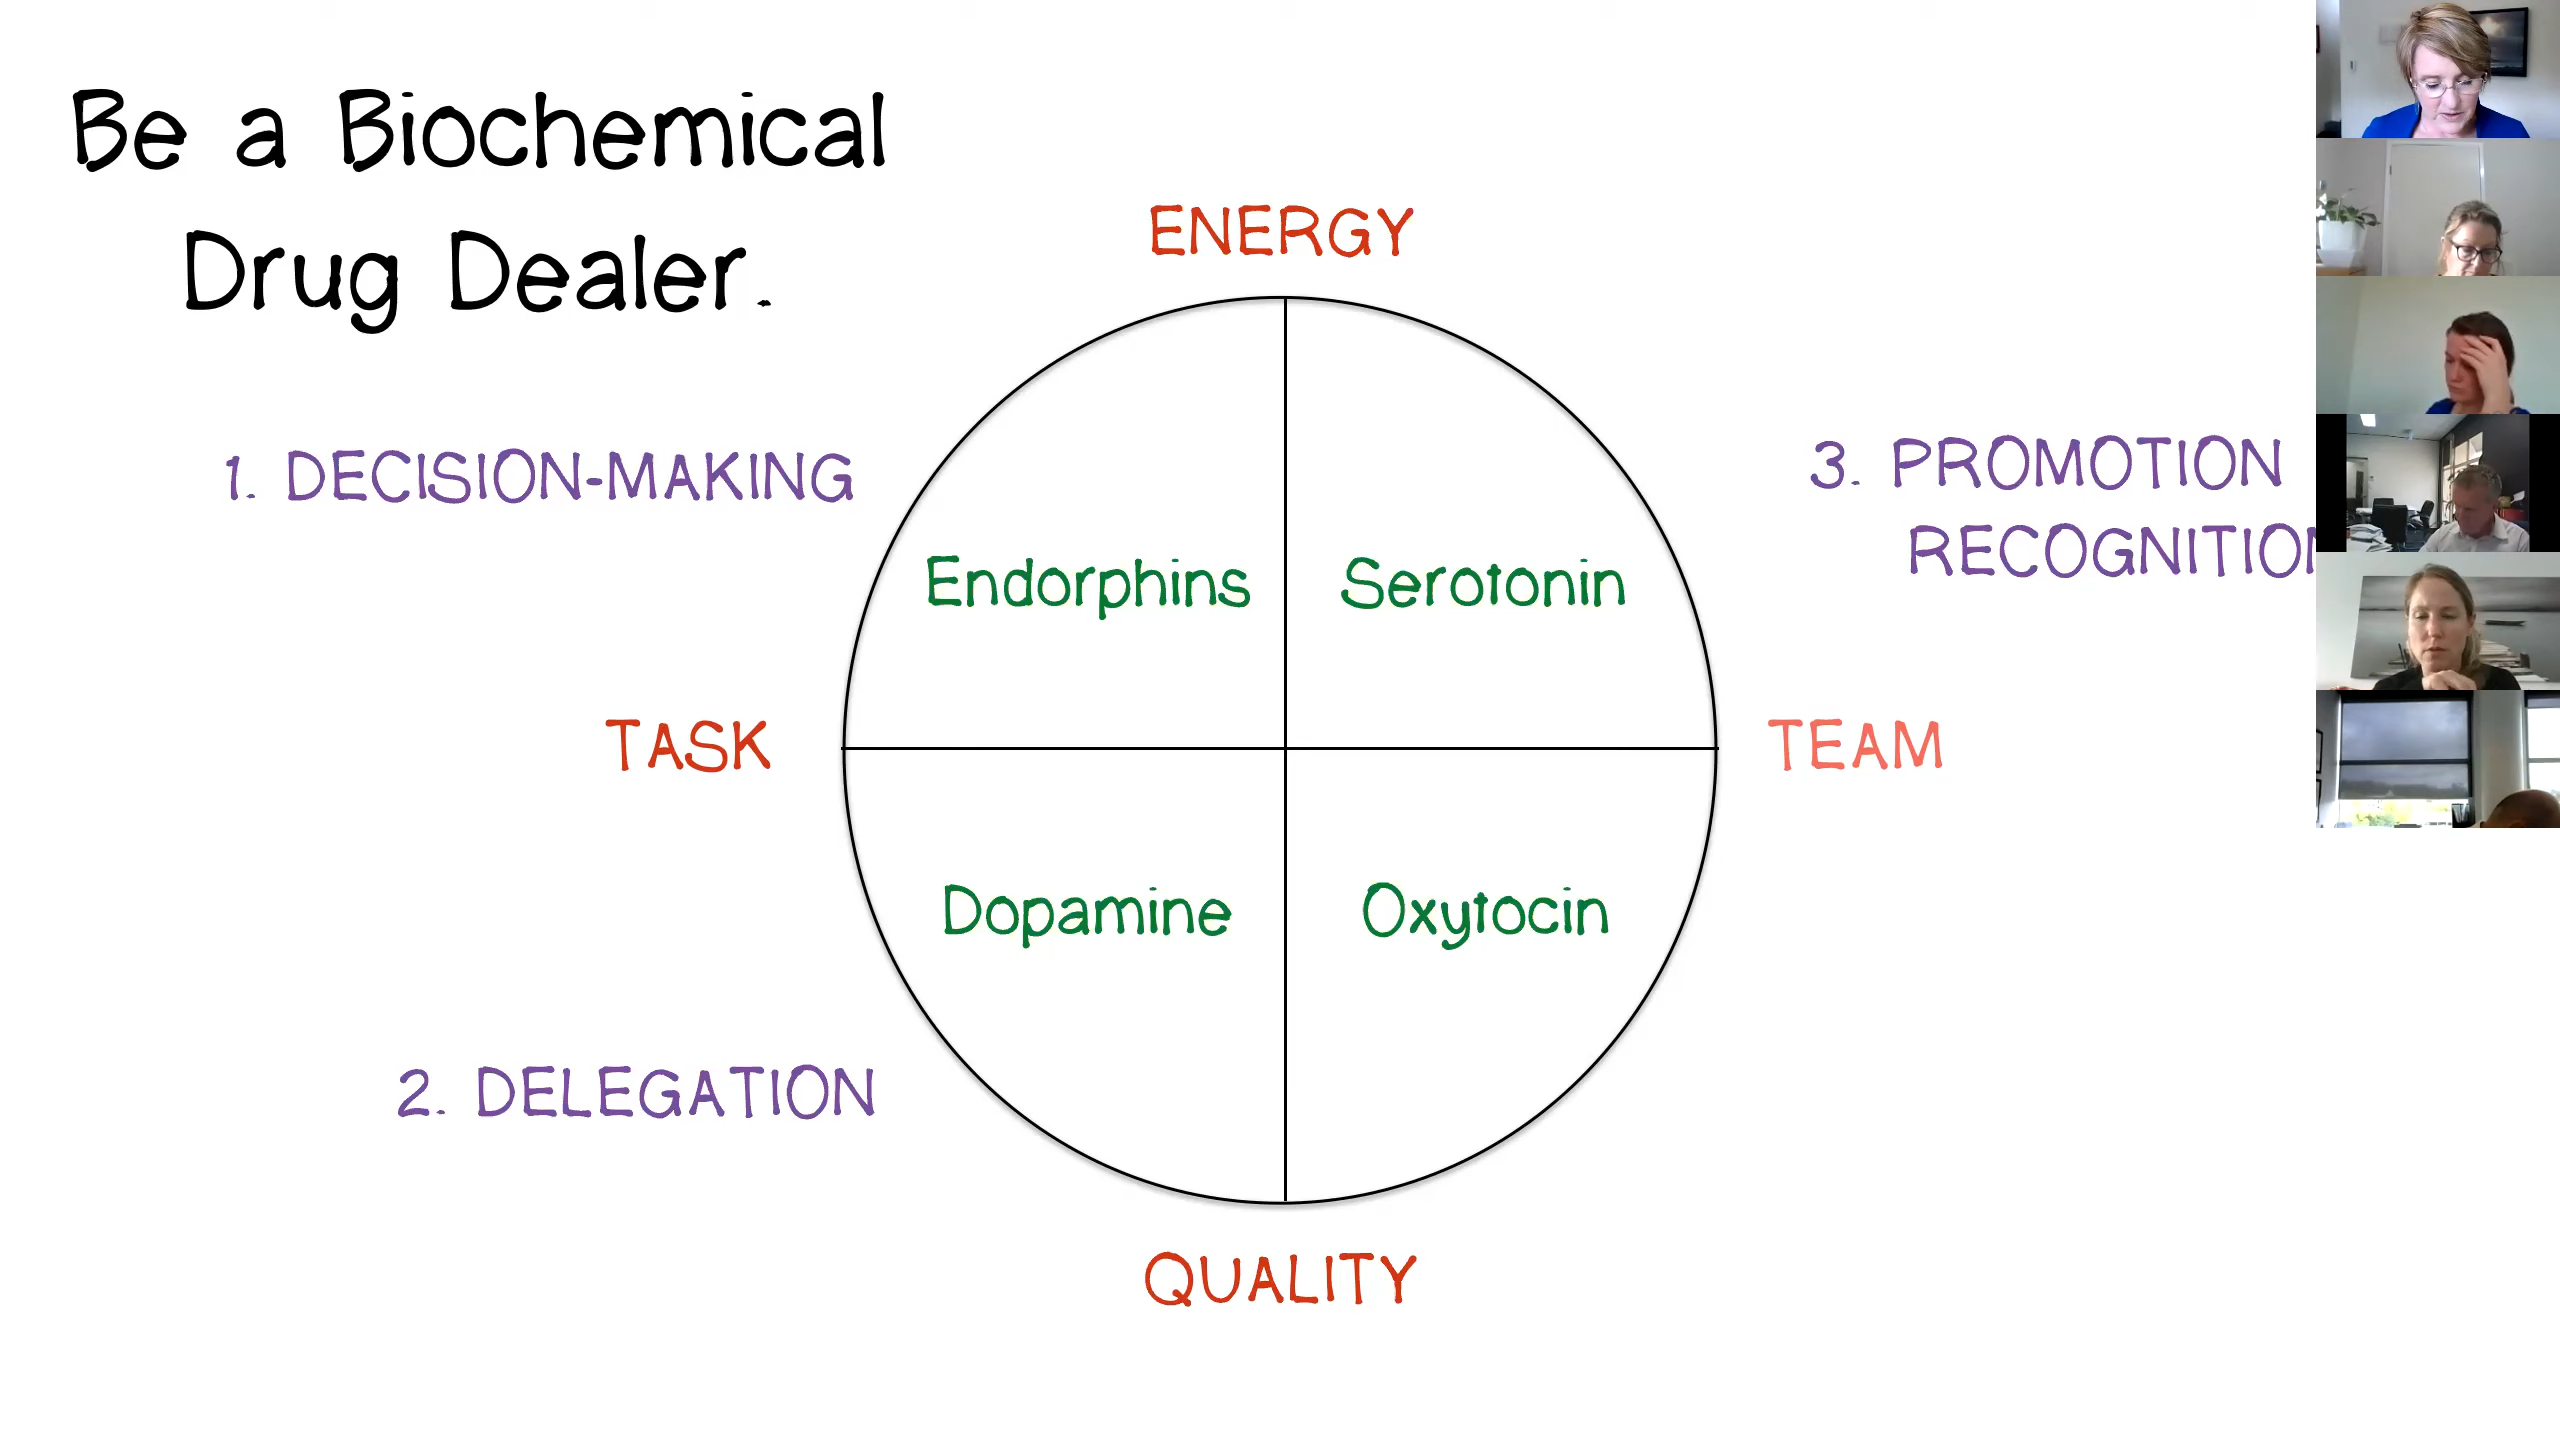 Be a Biochemical
Drug Dealer.
ENERGY
1. DECISION-MAKING
3. PROMOTION
RECOGNITION
Endorphins
Serotonin
TASK
TEAM
Dopamine
Oxytocin
2. DELEGATION
QUALITY